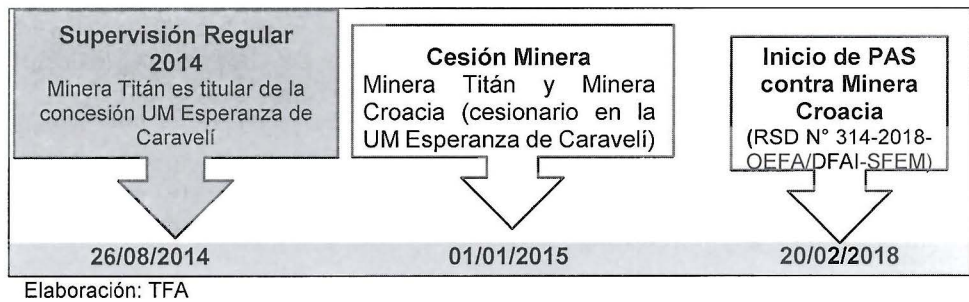 Supervisión Regular
2014
Minera Titán es titular de la
concesión UM Esperanza de
Caravelí
Cesión Minera
Minera Titán y Minera
Croacia (cesionario en la
UM Esperanza de Caravelí)
Inicio de PAS
contra Minera
Croacia
(RSD N° 314-2018-
OEFA/DFAI-SFEM)
26/08/2014
01/01/2015
20/02/2018
Elaboración: TFA